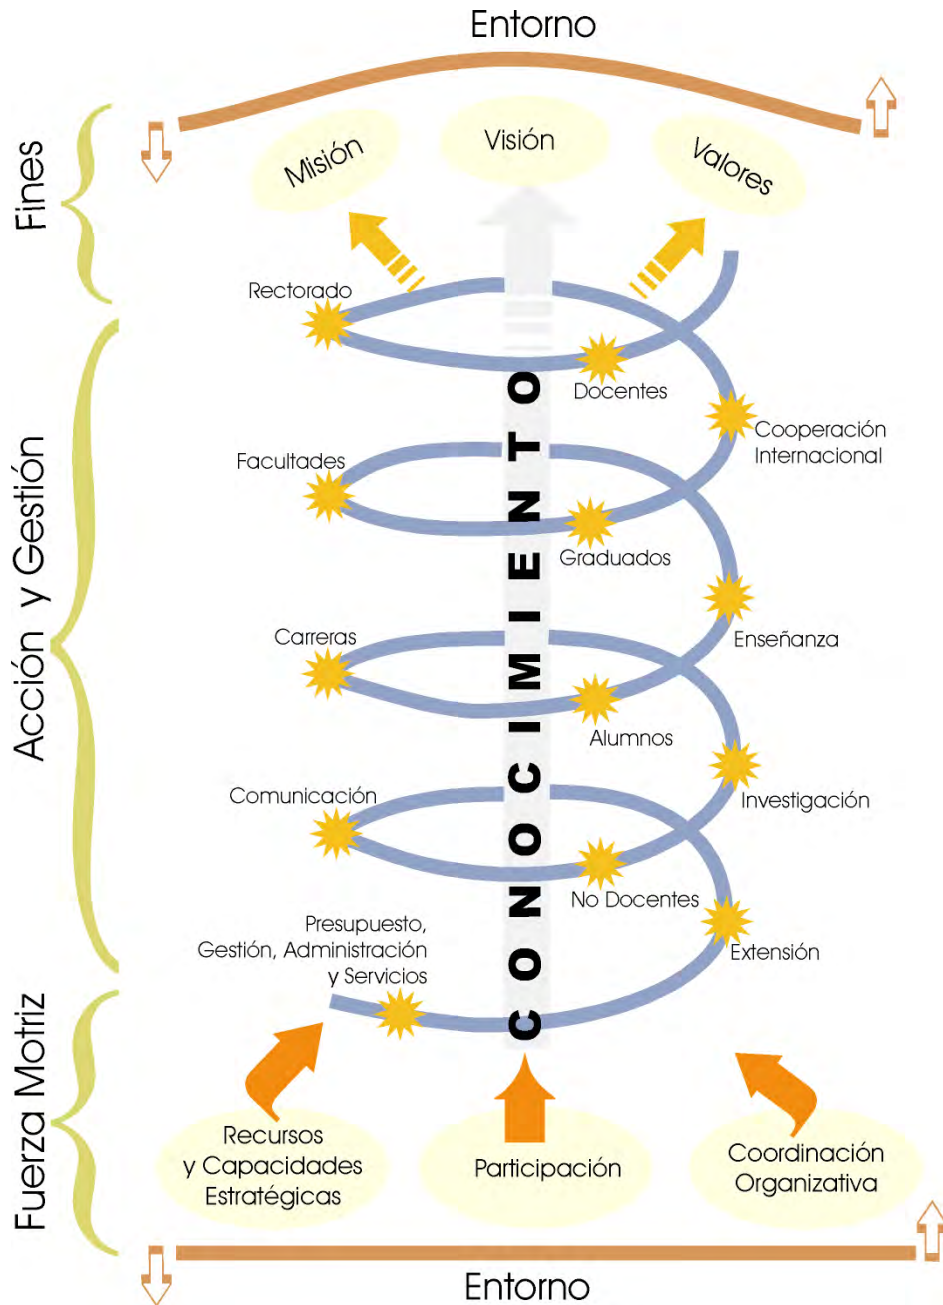 Entorno
Fines
Misión
Visión
Valores
Acción y Gestión
Rectorado
Docentes
Cooperación
Internacional
Facultades
Graduados
Enseñanza
Carreras
Alumnos
Investigación
Comunicación
No Docentes
Extensión
Presupuesto,
Gestión, Administración
y Servicios
CONOCIMIENTO
Fuerza Motriz
Recursos
y Capacidades
Estratégicas
Participación
Coordinación
Organizativa
Entorno